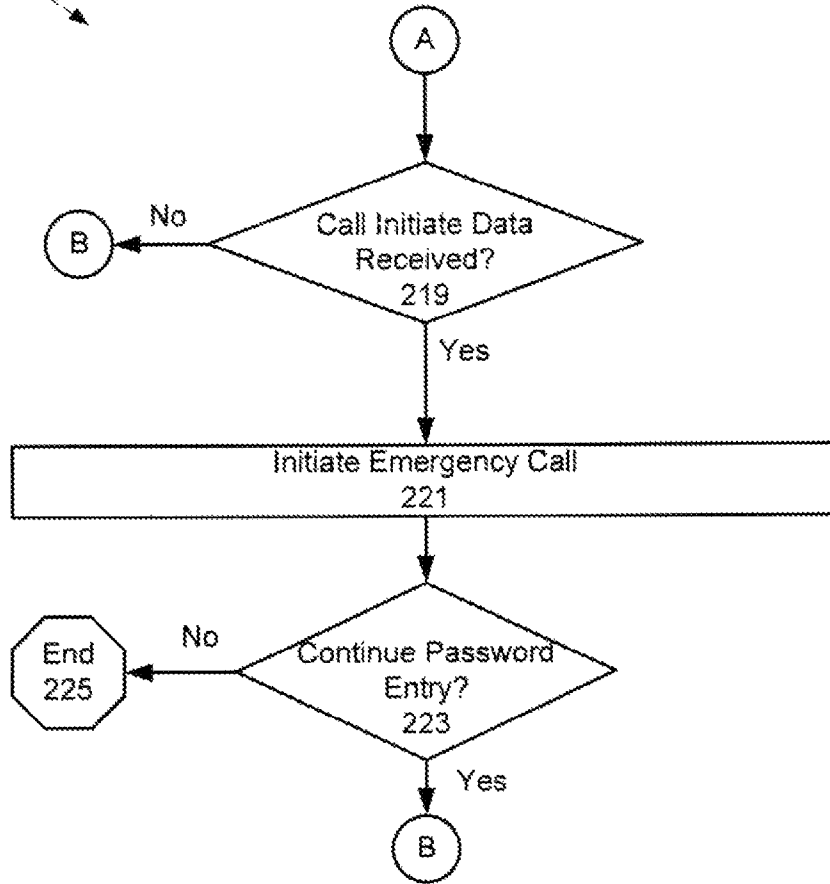 A
Call Initiate Data
Received?
219
No
B
Yes
Initiate Emergency Call
221
Continue Password
Entry?
223
No
End
225
Yes
B